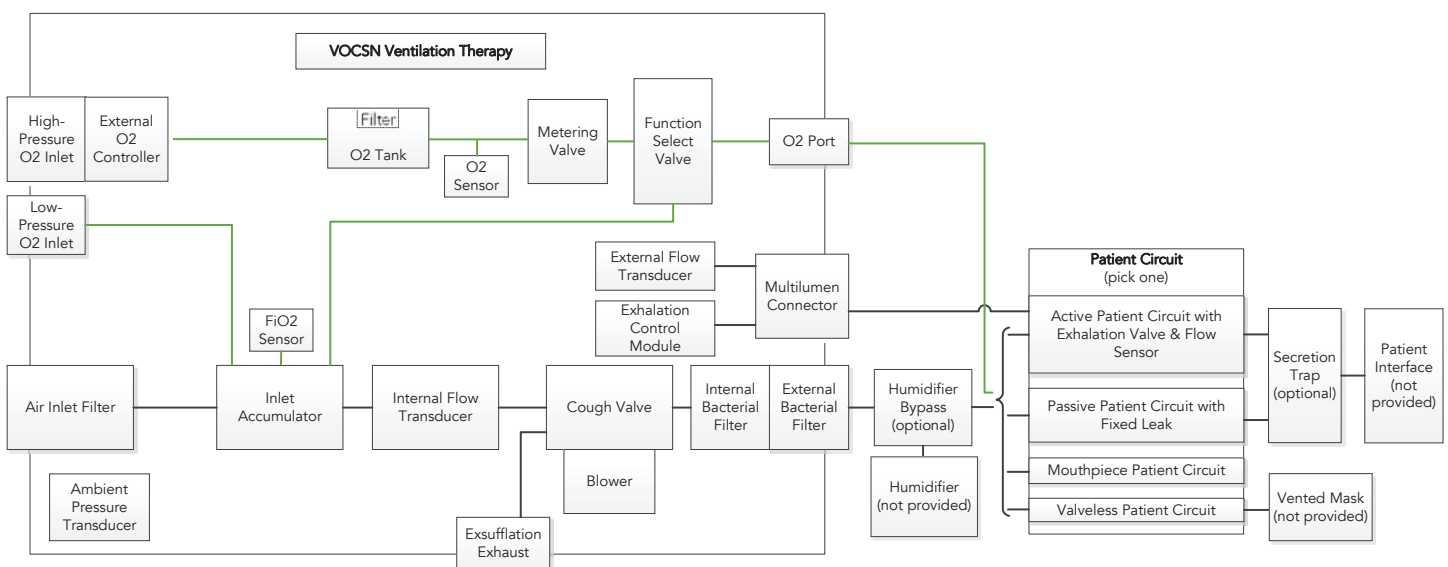 VOCSN Ventilation Therapy
High-
Pressure
O2 Inlet
External
O2
Controller
Filter
O2 Tank
O2
Sensor
Metering
Valve
Function
Select
Valve
O2 Port
Low-
Pressure
O2 Inlet
External Flow
Transducer
Exhalation
Control
Module
Multilumen
Connector
Patient Circuit
(pick one)
Active Patient Circuit with
Exhalation Valve & Flow
Sensor
Passive Patient Circuit with
Fixed Leak
Mouthpiece Patient Circuit
Valveless Patient Circuit
Secretion
Trap
(optional)
Patient
Interface
(not
provided)
Vented Mask
(not provided)
FiO2
Sensor
Air Inlet Filter
Inlet
Accumulator
Internal Flow
Transducer
Cough Valve
Blower
Internal
Bacterial
Filter
External
Bacterial
Filter
Humidifier
Bypass
(optional)
Humidifier
(not provided)
Ambient
Pressure
Transducer
Exsufflation
Exhaust